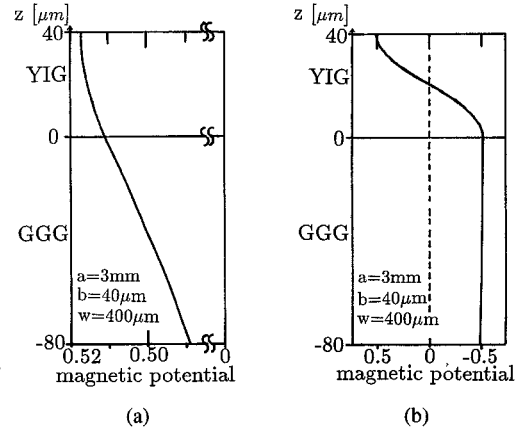 z [μm]
40
YIG
0
GGG
a=3mm
b=40μm
w=400μm
-80
0.52
0.50
0
magnetic potential
(a)
z [μm]
40
YIG
0
GGG
a=3mm
b=40μm
w=400μm
-80
0.5
0
-0.5
magnetic potential
(b)